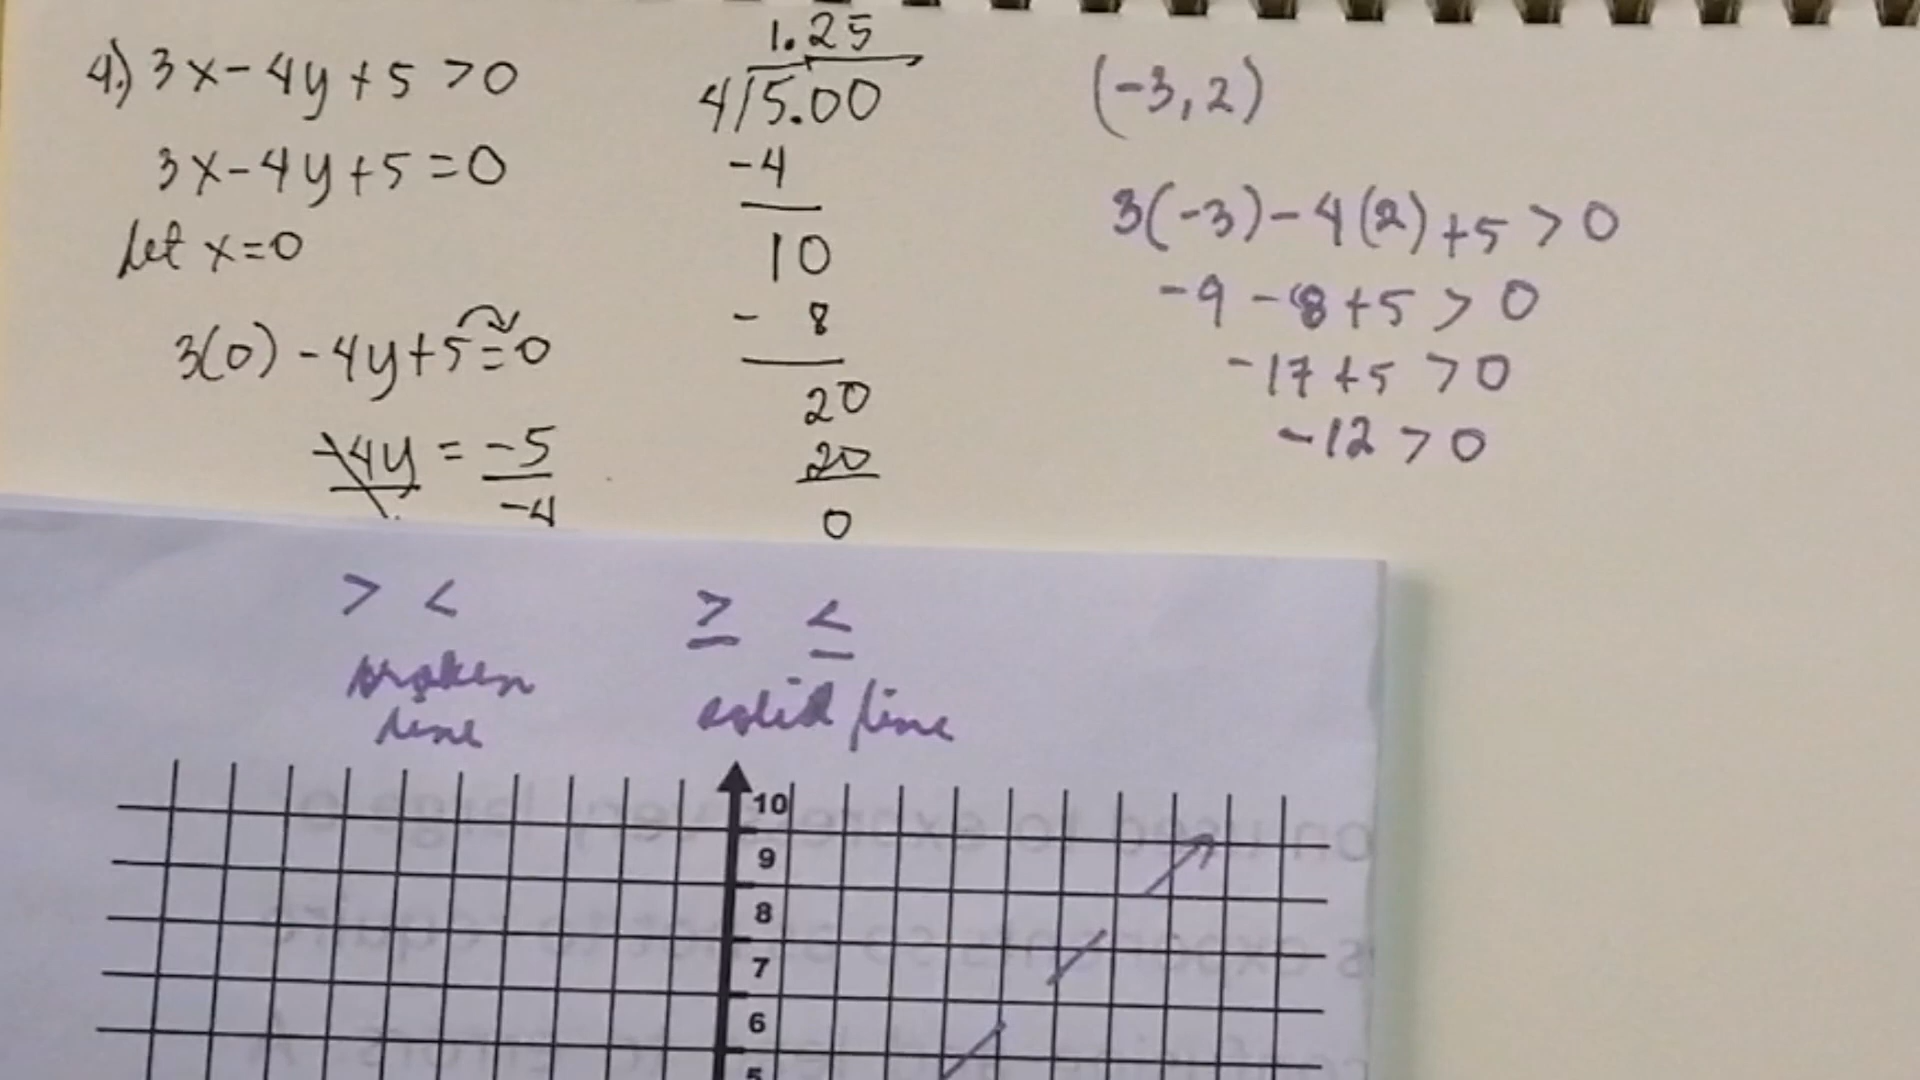 4.) 3x - 4y + 5 > 0
3x - 4y + 5 = 0
Let x = 0
3(0) - 4y + 5 = 0
-4y = -5
-4
1.25
4/5.00
-4
10
- 8
20
20
0
(-3, 2)
3(-3) - 4(2) + 5 > 0
-9 - 8 + 5 > 0
-17 + 5 > 0
-12 > 0
> <
broken
line
≥ ≤
solid line
10
9
8
7
6
5